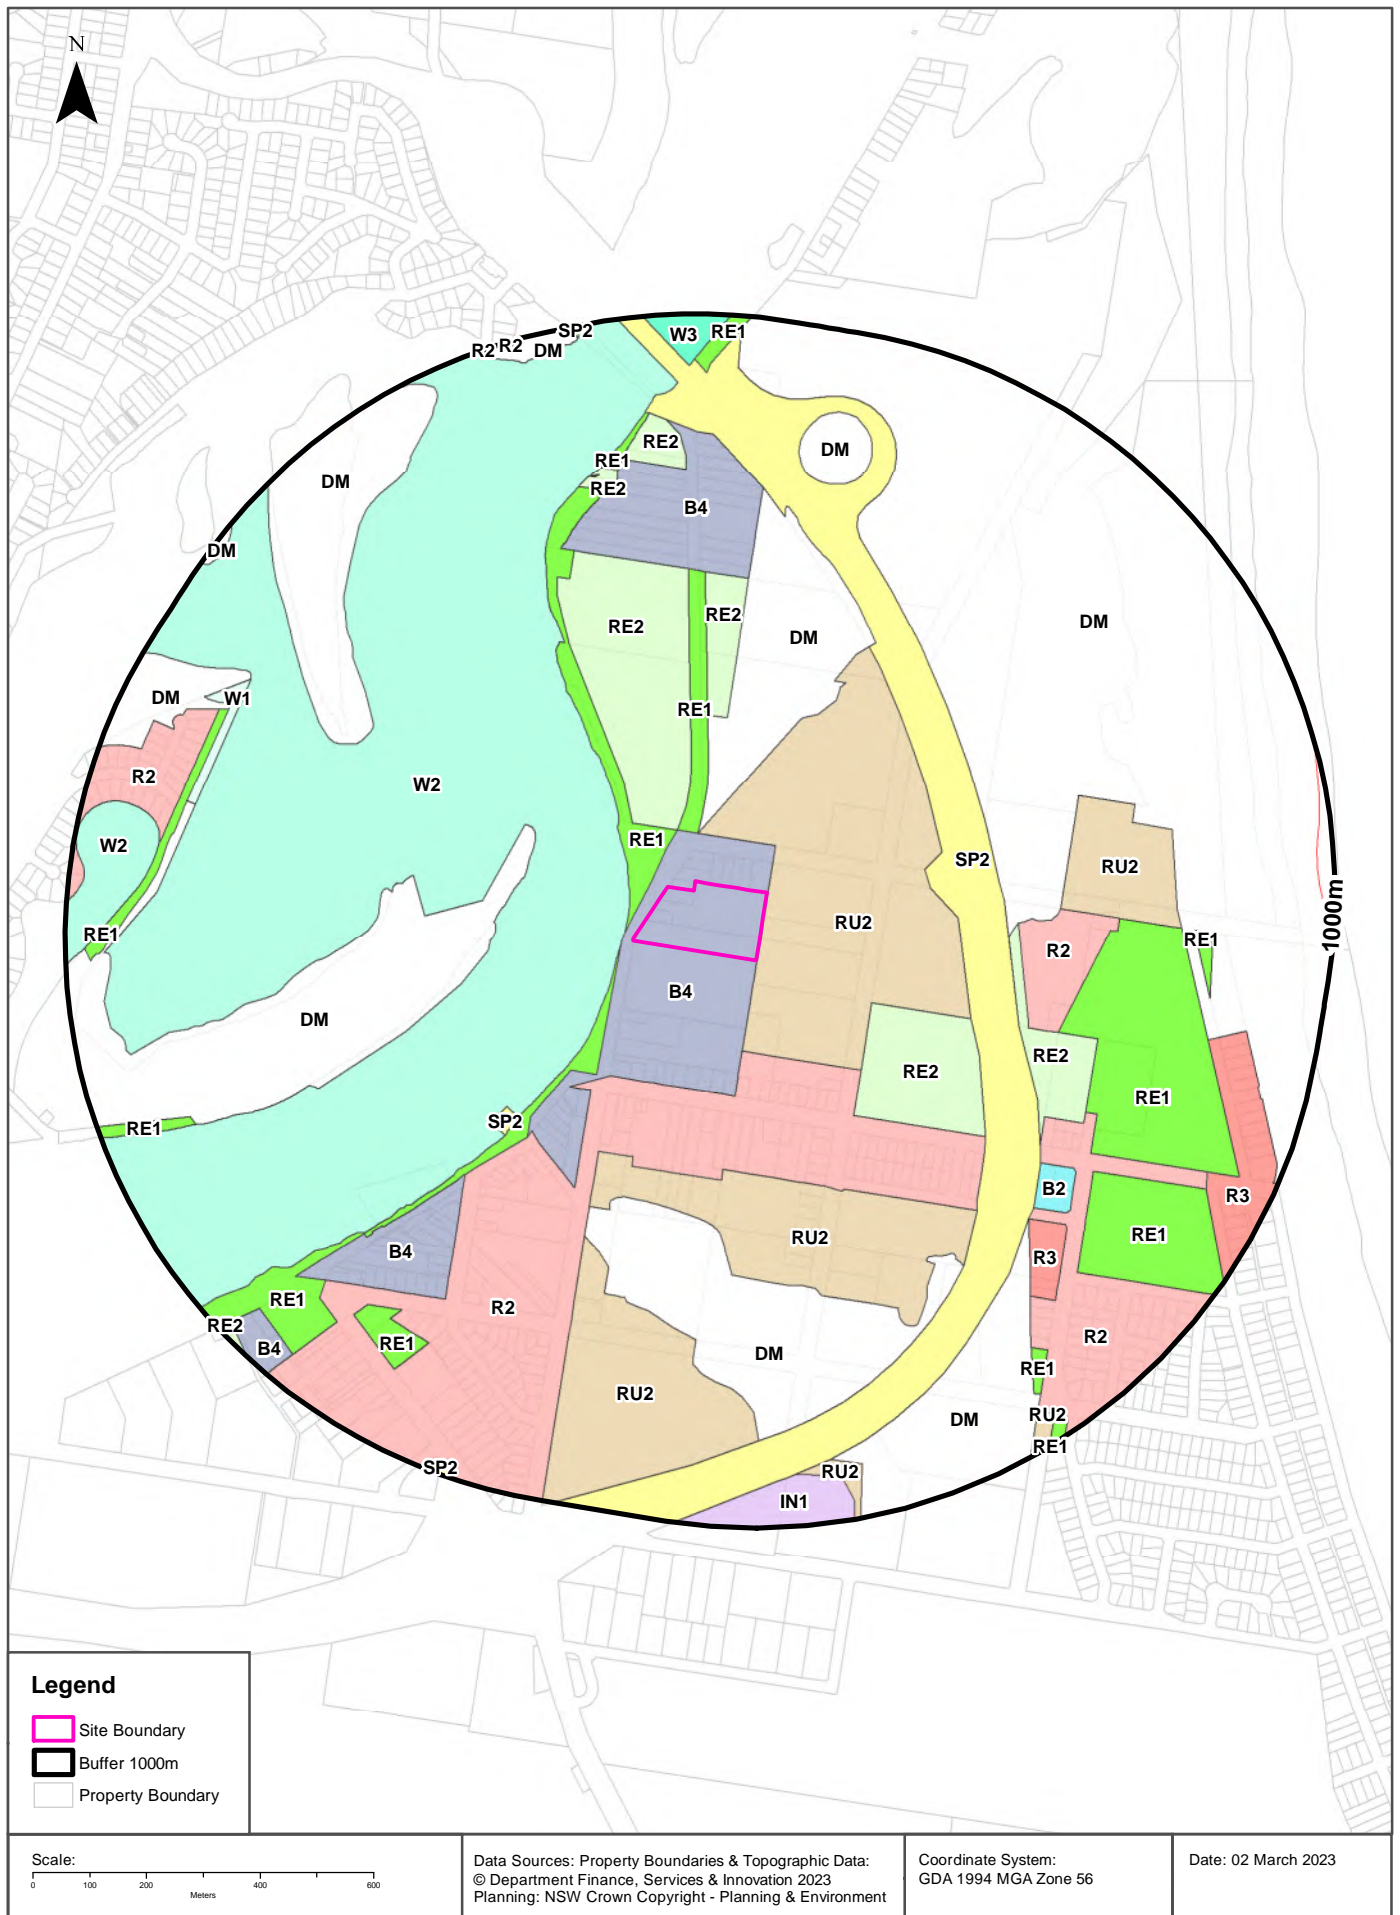 N
SP2
W3
RE1
R2
R2
DM
RE2
DM
RE1
DM
RE2
B4
DM
RE2
RE2
DM
DM
DM
W1
RE1
R2
W2
RE1
W2
SP2
RU2
1000m
RU2
RE1
RE1
R2
B4
DM
RE2
RE2
RE1
SP2
RE1
B2
R3
RU2
RE1
B4
R3
RE1
R2
RE2
R2
RE1
B4
DM
RE1
RU2
RU2
DM
RE1
SP2
RU2
IN1
Legend
Site Boundary
Buffer 1000m
Property Boundary
Scale:
0 100 200 400 600
Meters
Data Sources: Property Boundaries & Topographic Data:
© Department Finance, Services & Innovation 2023
Planning: NSW Crown Copyright - Planning & Environment
Coordinate System:
GDA 1994 MGA Zone 56
Date: 02 March 2023